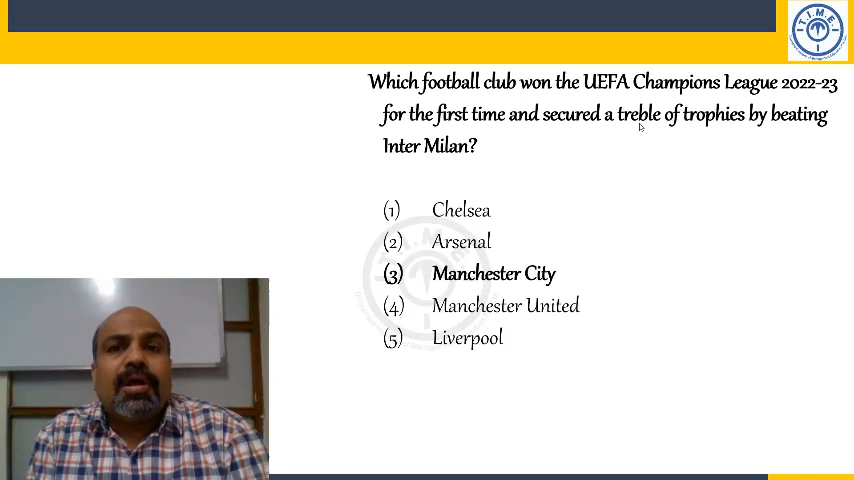 T.I.M.E.
Which football club won the UEFA Champions League 2022-23
for the first time and secured a treble of trophies by beating
Inter Milan?
(1) Chelsea
(2) Arsenal
(3) Manchester City
(4) Manchester United
(5) Liverpool